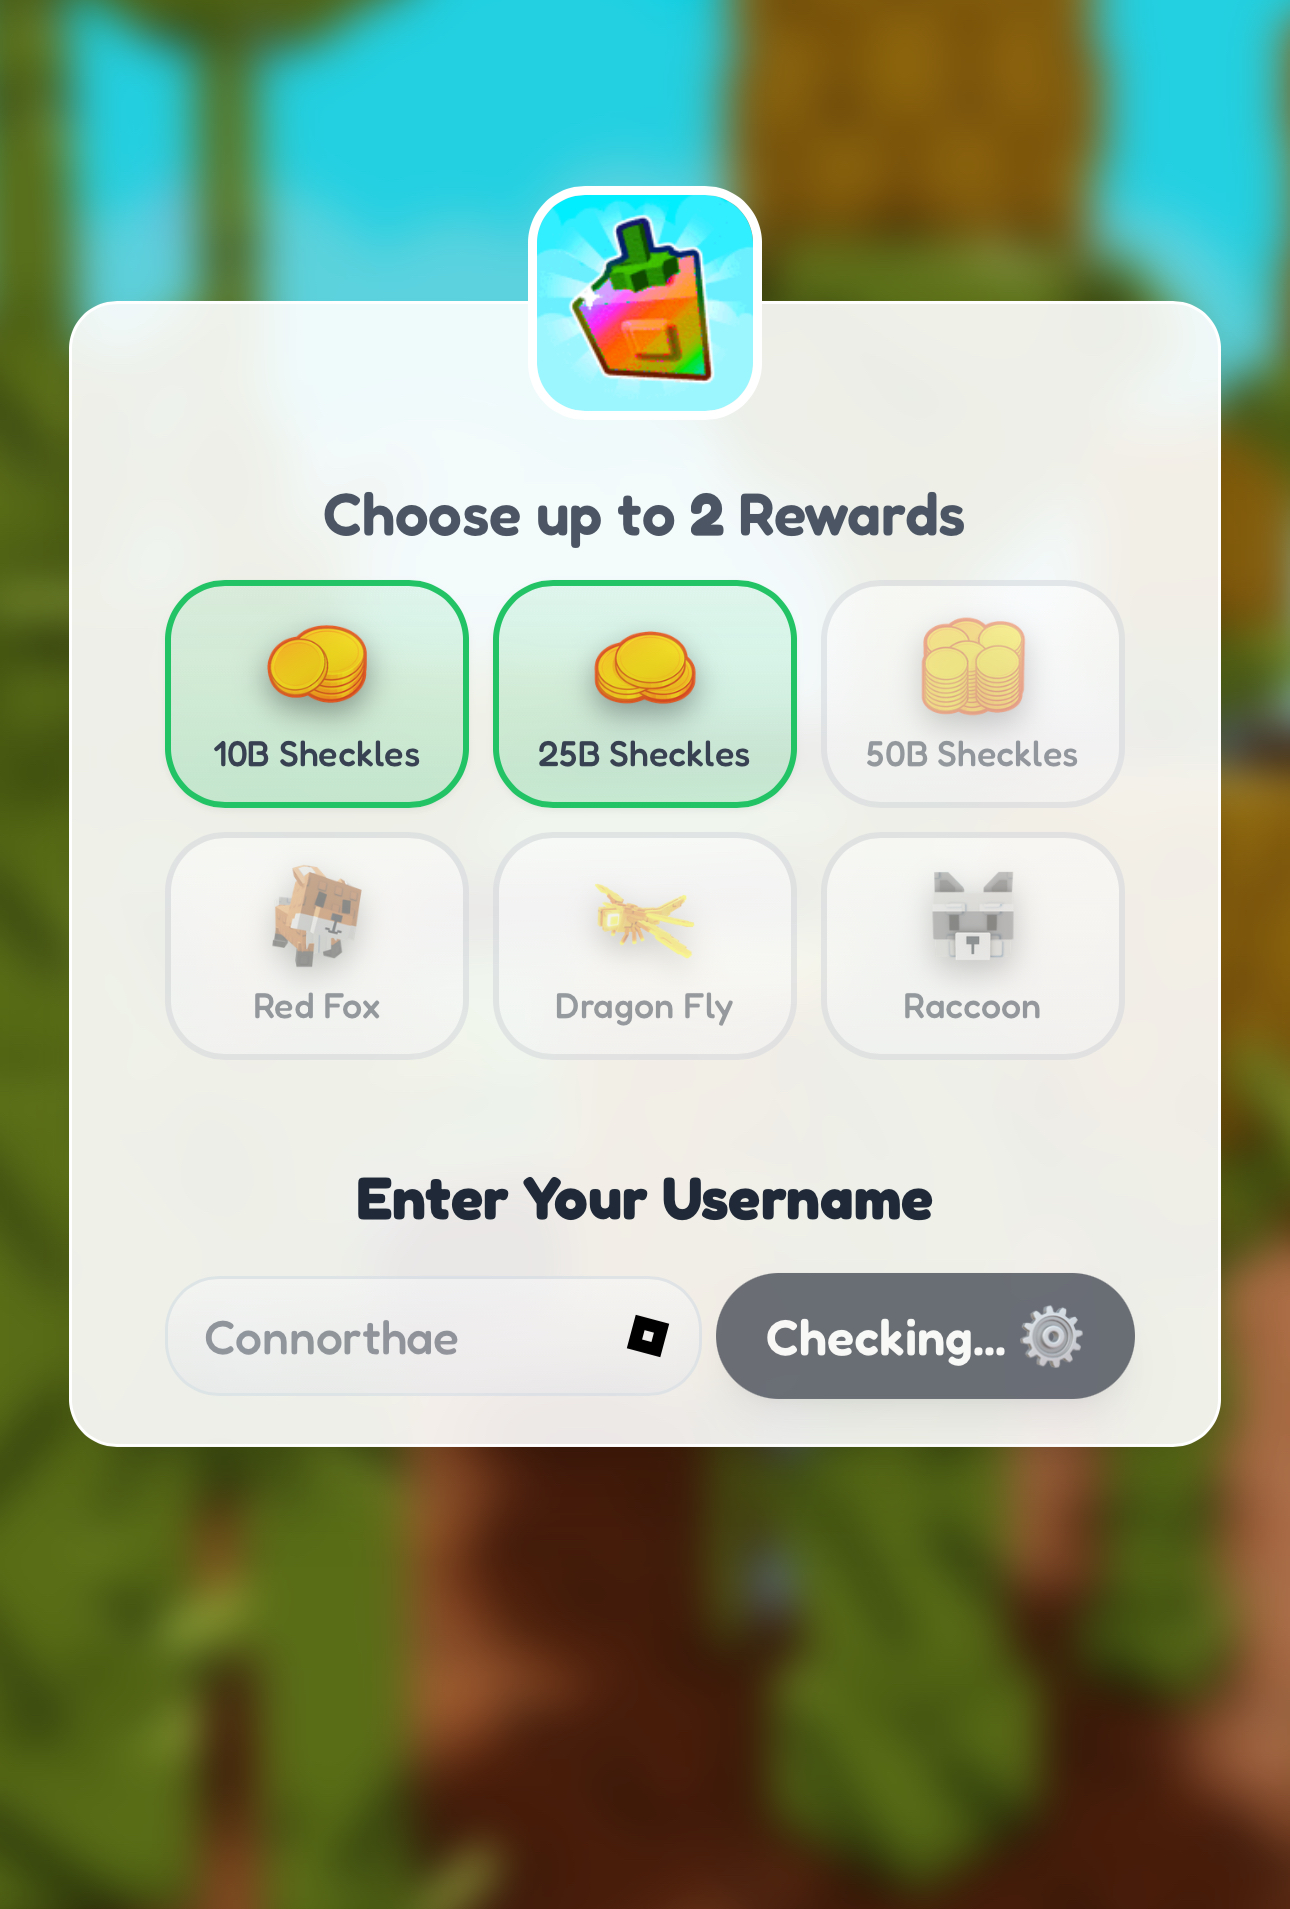 Choose up to 2 Rewards
10B Sheckles
25B Sheckles
50B Sheckles
Red Fox
Dragon Fly
Raccoon
Enter Your Username
Connorthae
Checking...